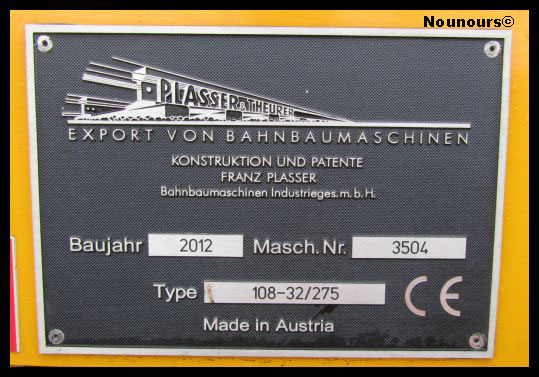 Nounours©
PLASSER & THEURER
EXPORT VON BAHNBAUMASCHINEN
KONSTRUKTION UND PATENTE
FRANZ PLASSER
Bahnbaumaschinen Industrieges.m.b.H.
Baujahr 2012 Masch.Nr. 3504
Type 108-32/275 CE
Made in Austria